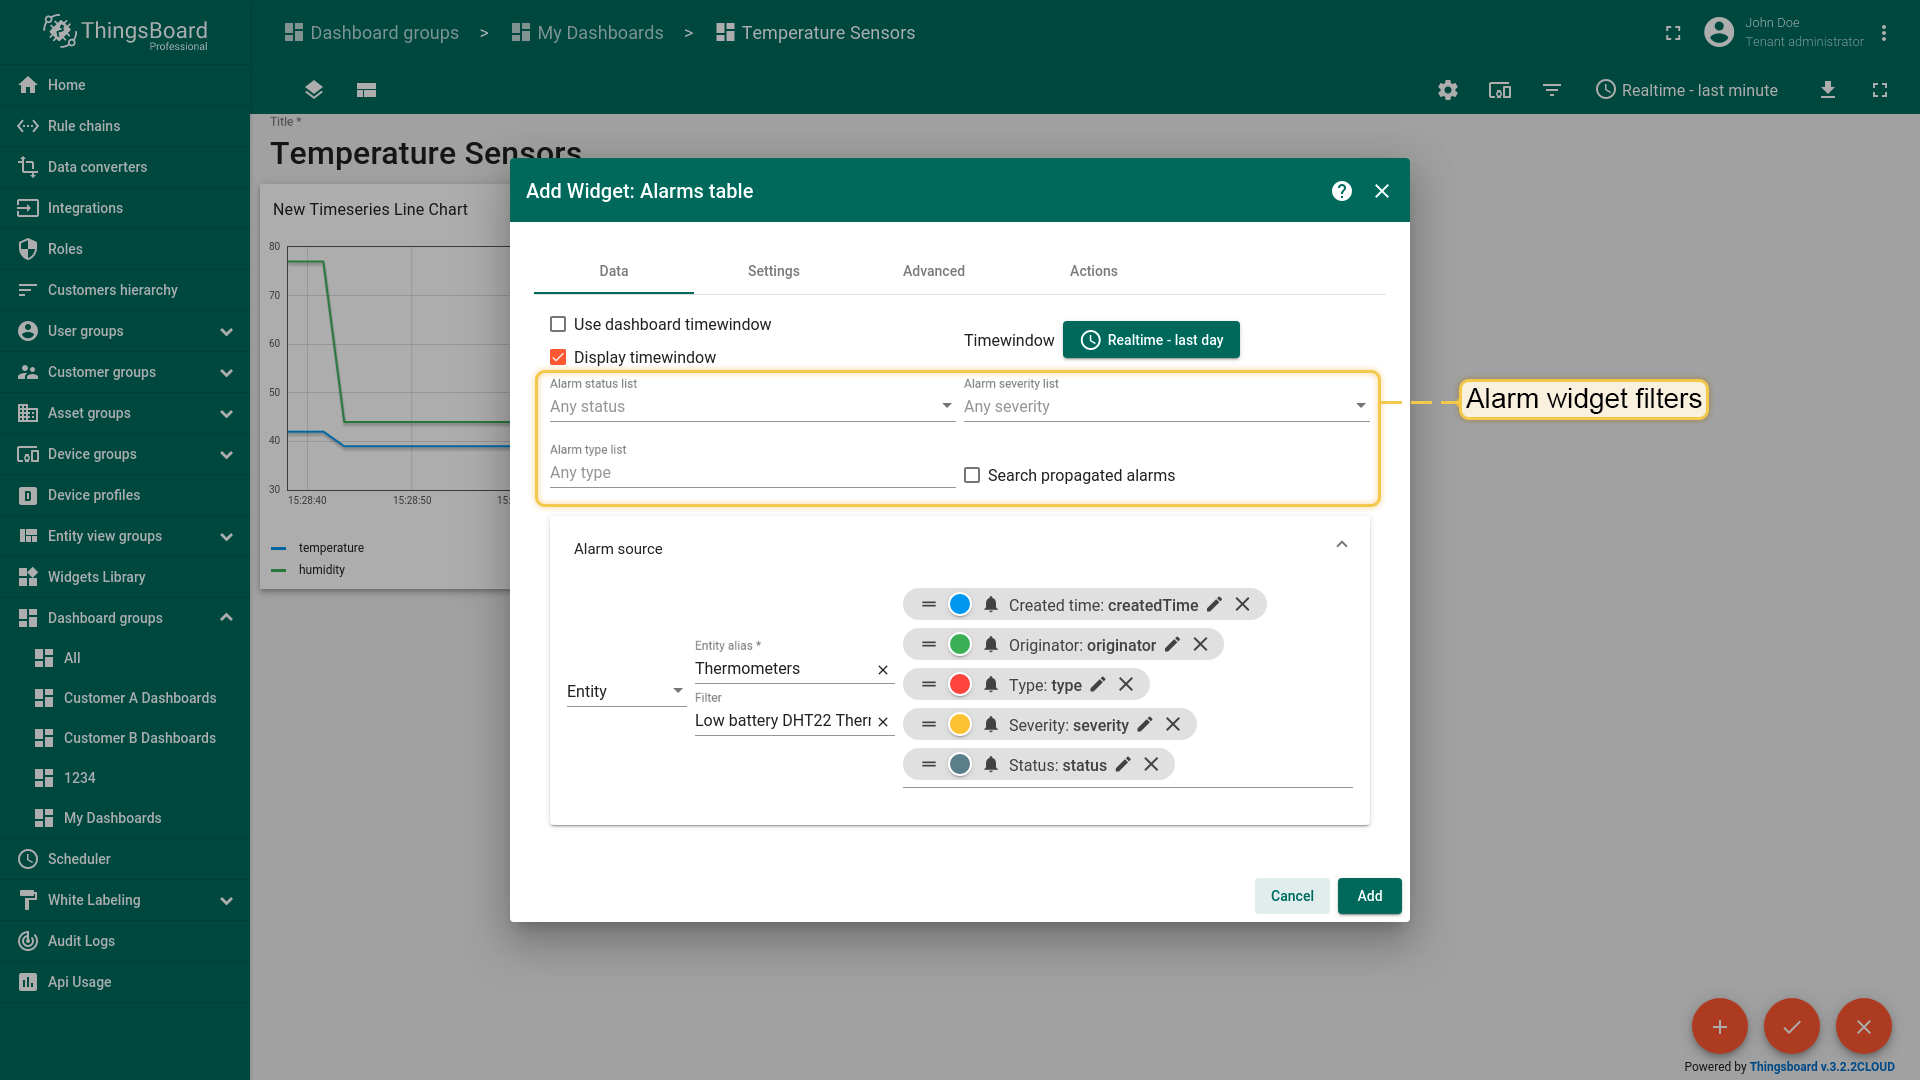 ThingsBoard
Professional
Dashboard groups > My Dashboards > Temperature Sensors
John Doe
Tenant administrator
Realtime - last minute
Home
Rule chains
Data converters
Integrations
Roles
Customers hierarchy
User groups
Customer groups
Asset groups
Device groups
Device profiles
Entity view groups
Widgets Library
Dashboard groups
All
Customer A Dashboards
Customer B Dashboards
1234
My Dashboards
Scheduler
White Labeling
Audit Logs
Api Usage
Title *
Temperature Sensors
New Timeseries Line Chart
80
70
60
50
40
30
15:28:40 15:28:50 15:
temperature
humidity
Add Widget: Alarms table
Data Settings Advanced Actions
Use dashboard timewindow
Display timewindow
Timewindow Realtime - last day
Alarm status list
Any status
Alarm severity list
Any severity
Alarm type list
Any type
Search propagated alarms
Alarm widget filters
Alarm source
Entity
Entity alias *
Thermometers
Filter
Low battery DHT22 Ther
Created time: createdTime
Originator: originator
Type: type
Severity: severity
Status: status
Cancel Add
Powered by Thingsboard v.3.2.2CLOUD